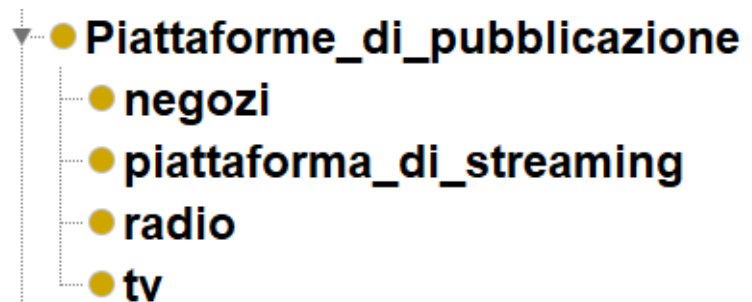 Piattaforme_di_pubblicazione
negozi
piattaforma_di_streaming
radio
tv